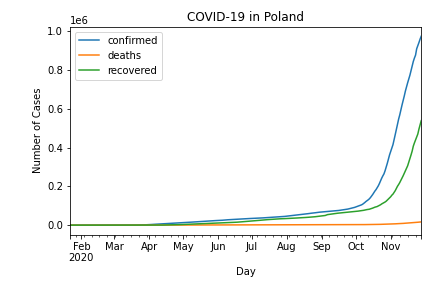 COVID-19 in Poland
1e6
1.0
0.8
0.6
0.4
0.2
0.0
Number of Cases
confirmed
deaths
recovered
Feb Mar Apr May Jun Jul Aug Sep Oct Nov
2020
Day